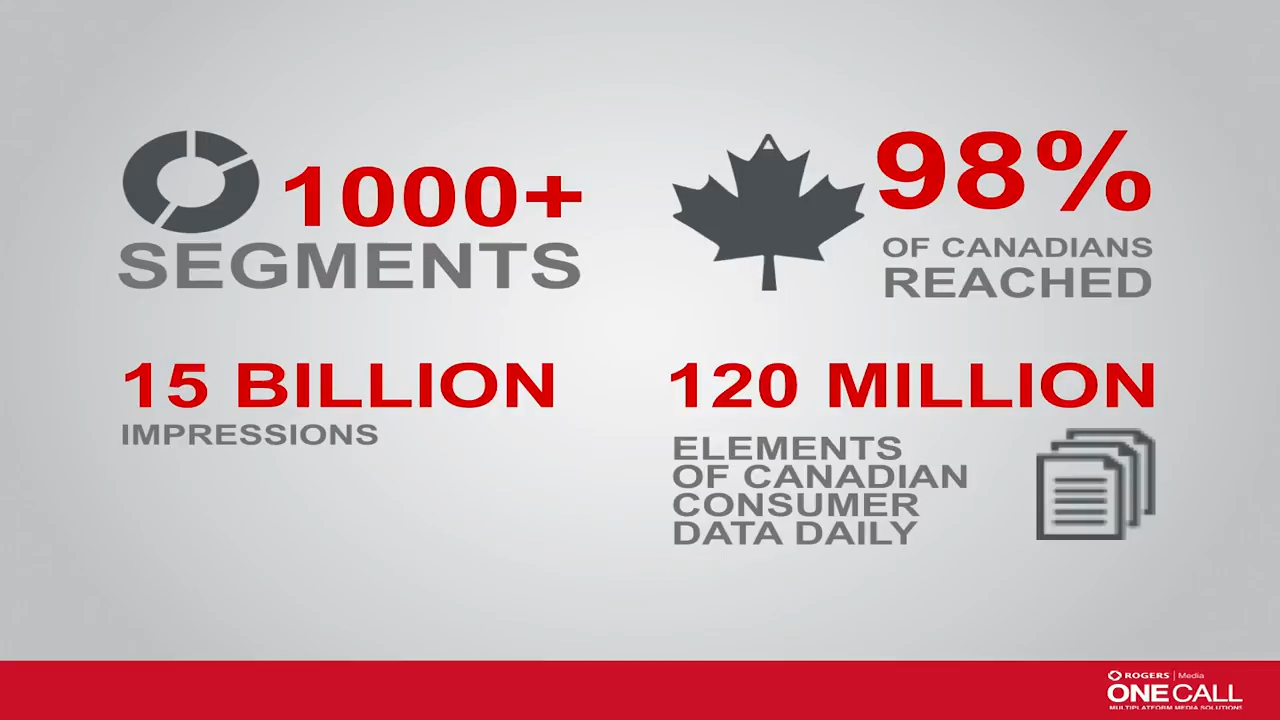 1000+
SEGMENTS
98%
OF CANADIANS
REACHED
15 BILLION
IMPRESSIONS
120 MILLION
ELEMENTS
OF CANADIAN
CONSUMER
DATA DAILY
ROGERS | Media
ONE CALL
MULTIPLATFORM MEDIA SOLUTIONS